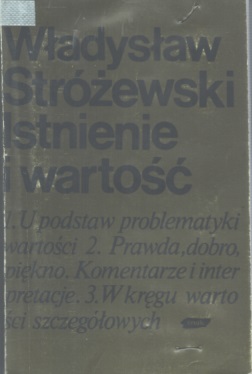 Władysław
Stróżewski
Istnienie
i wartość
1. U podstaw problematyki
wartości 2. Prawda, dobro,
piękno. Komentarze i inter
pretacje. 3. W kręgu warto
ści szczegółowych